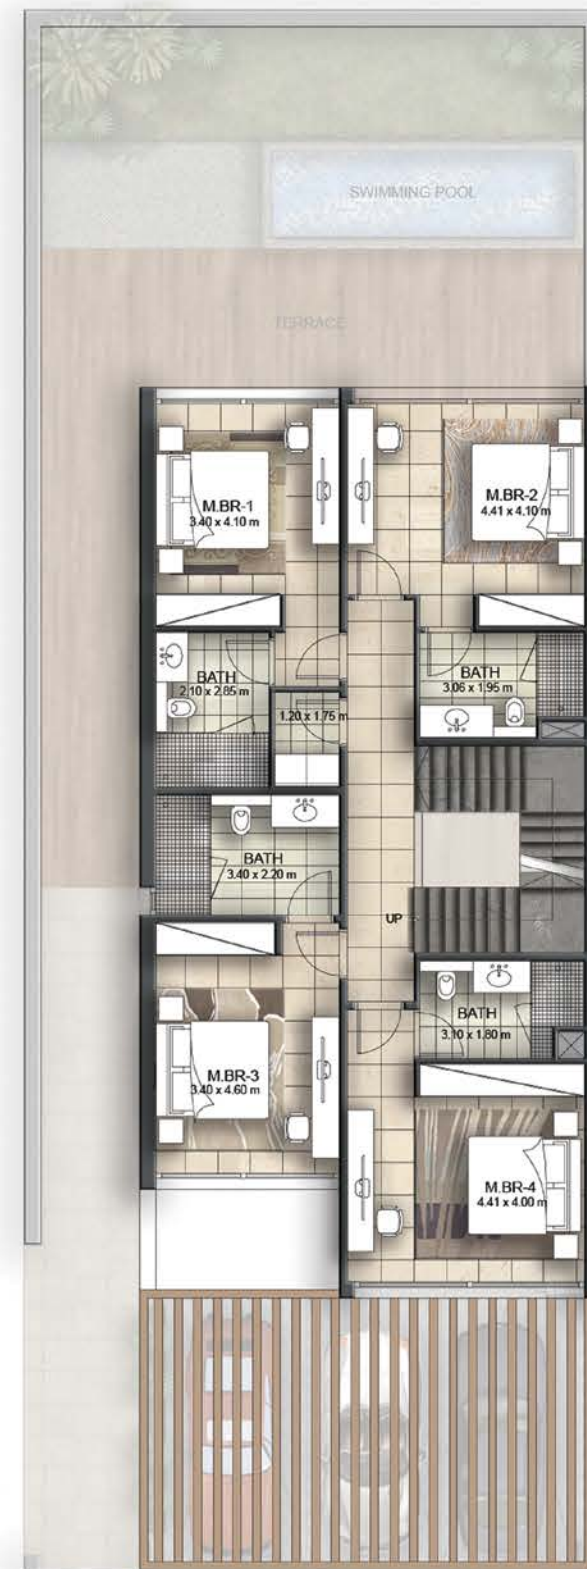 SWIMMING POOL
TERRACE
M.BR-1
3.40 x 4.10 m
M.BR-2
4.41 x 4.10 m
BATH
2.10 x 2.85 m
BATH
3.06 x 1.95 m
1.20 x 1.75 m
BATH
3.40 x 2.20 m
UP
BATH
3.10 x 1.80 m
M.BR-3
3.40 x 4.60 m
M.BR-4
4.41 x 4.00 m